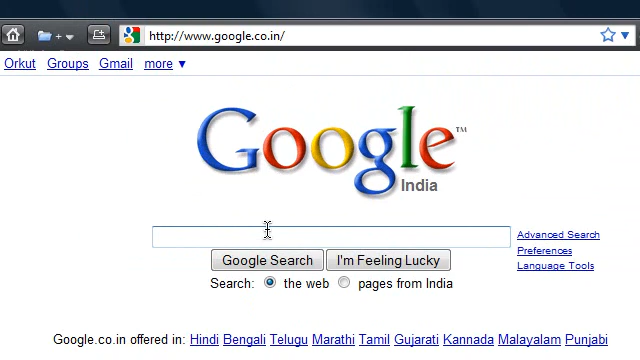 http://www.google.co.in/
Orkut Groups Gmail more ▼
Google™
India
Advanced Search
Preferences
Language Tools
Google Search I'm Feeling Lucky
Search: the web pages from India
Google.co.in offered in: Hindi Bengali Telugu Marathi Tamil Gujarati Kannada Malayalam Punjabi